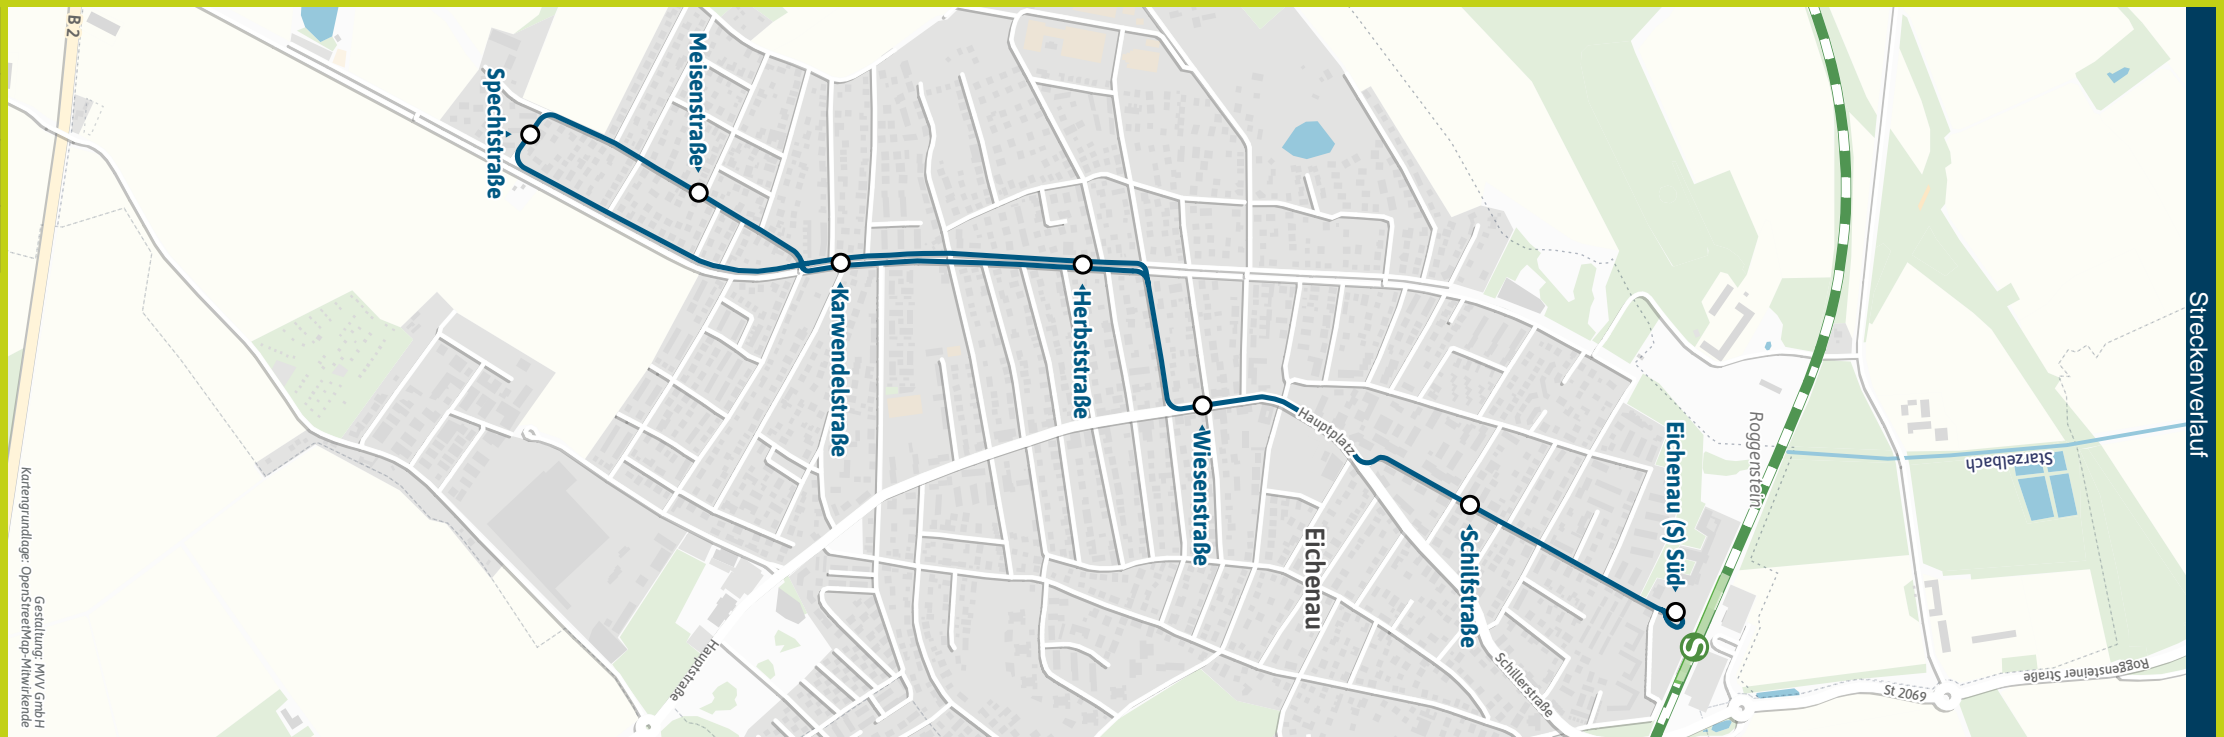 Streckenverlauf
B 2
Spechtstraße
Meisenstraße
Karwendelstraße
Herbststraße
Wiesenstraße
Hauptplatz
Eichenau
Schilfstraße
Eichenau (S) Süd
S
Roggenstein
Starzelbach
Roggensteiner Straße
St 2069
Schillerstraße
Hauptstraße
Gestaltung: MVV GmbH
Kartengrundlage: OpenStreetMap-Mitwirkende